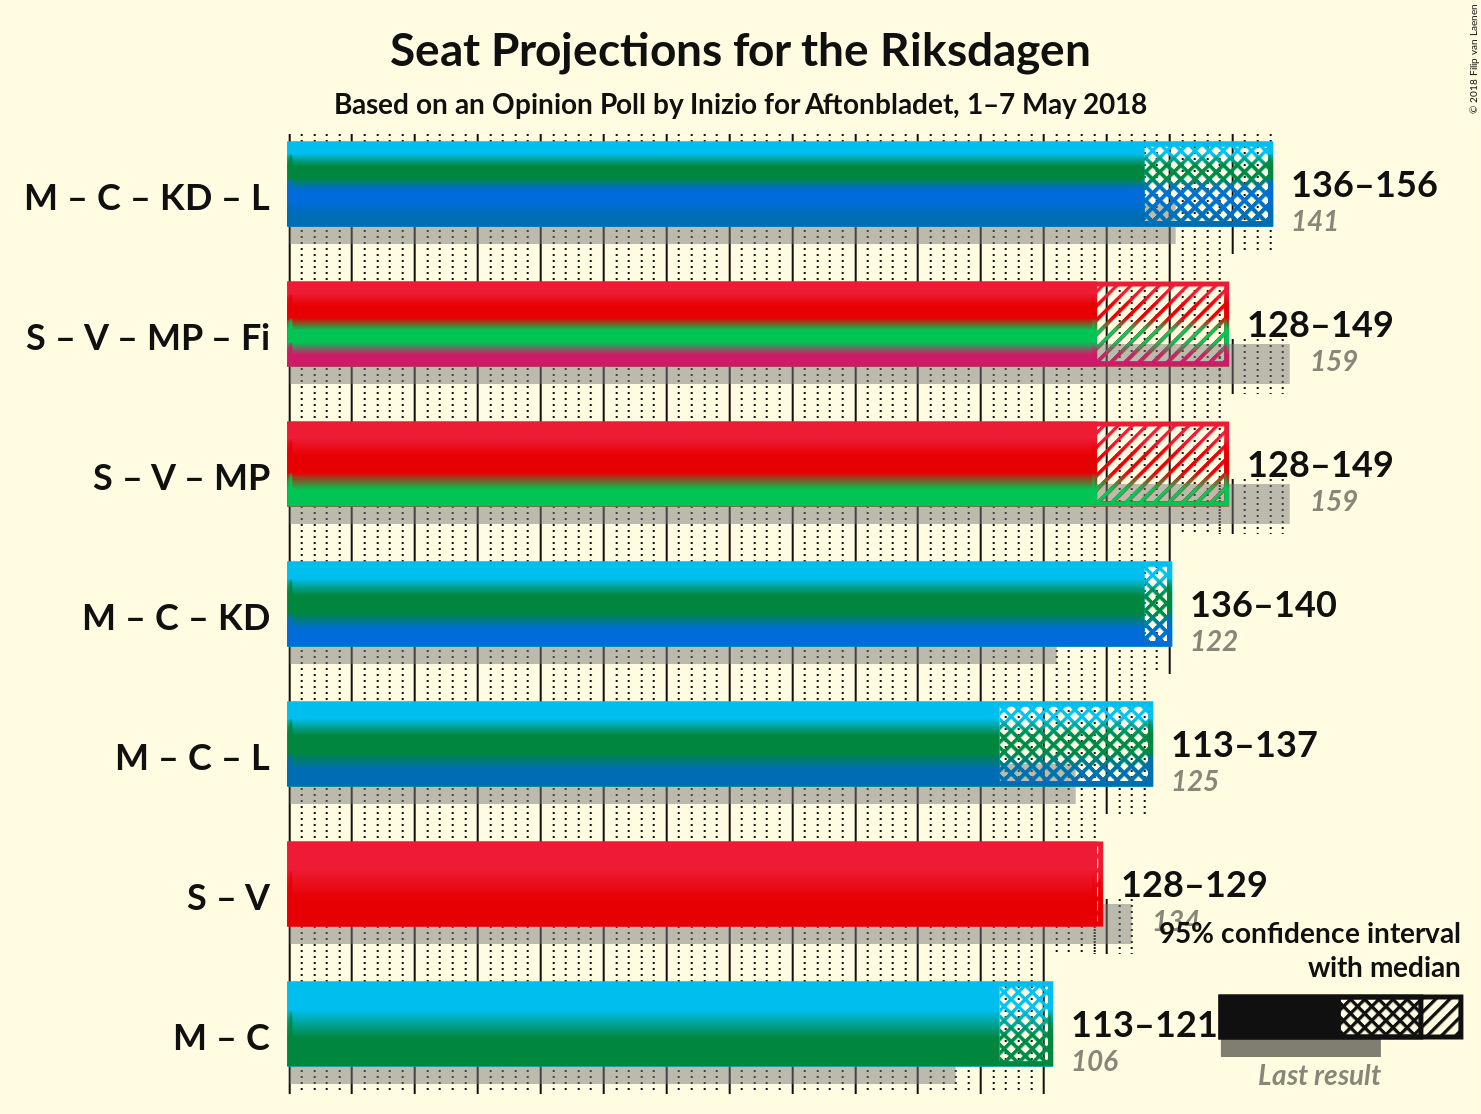 © 2018 Filip van Laenen
Seat Projections for the Riksdagen
Based on an Opinion Poll by Inizio for Aftonbladet, 1–7 May 2018
M – C – KD – L
136–156
141
S – V – MP – Fi
128–149
159
S – V – MP
128–149
159
M – C – KD
136–140
122
M – C – L
113–137
125
S – V
128–129
134
95% confidence interval
with median
M – C
113–121
106
Last result